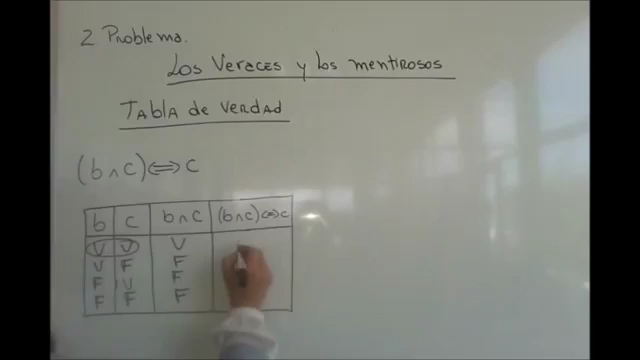 2 Problema.
Los Veraces y los mentirosos
Tabla de verdad
(b∧c)⟺c
b c b∧c (b∧c)⟺c
V V V
V F F
F V F
F F F